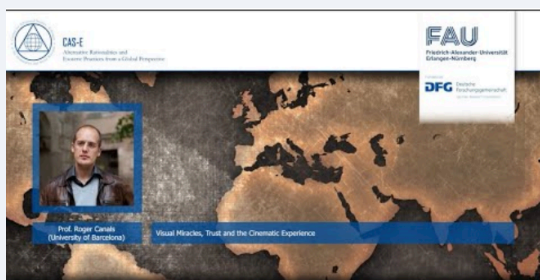 CAS-E
Alternative Rationalities and
Esoteric Practices from a Global Perspective
FAU
Friedrich-Alexander-Universität
Erlangen-Nürnberg
DFG Deutsche
Forschungsgemeinschaft
Prof. Roger Canals
(University of Barcelona)
Visual Miracles, Trust and the Cinematic Experience